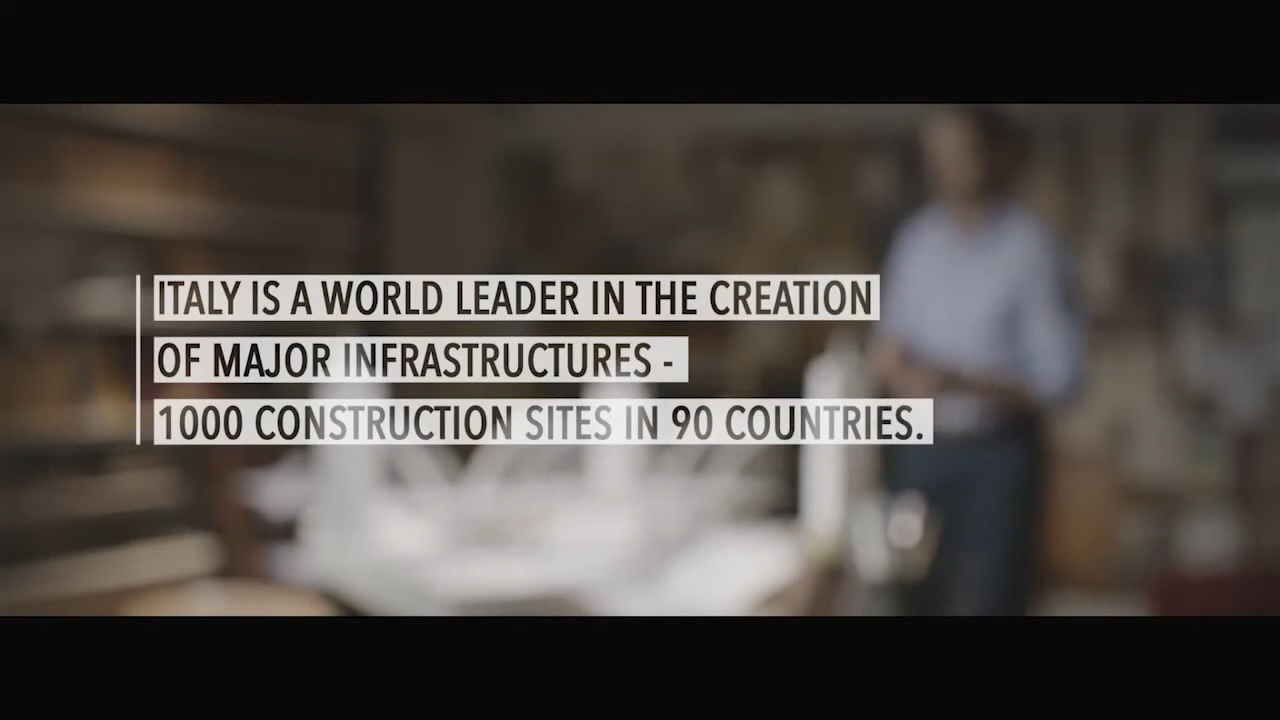 ITALY IS A WORLD LEADER IN THE CREATION
OF MAJOR INFRASTRUCTURES -
1000 CONSTRUCTION SITES IN 90 COUNTRIES.